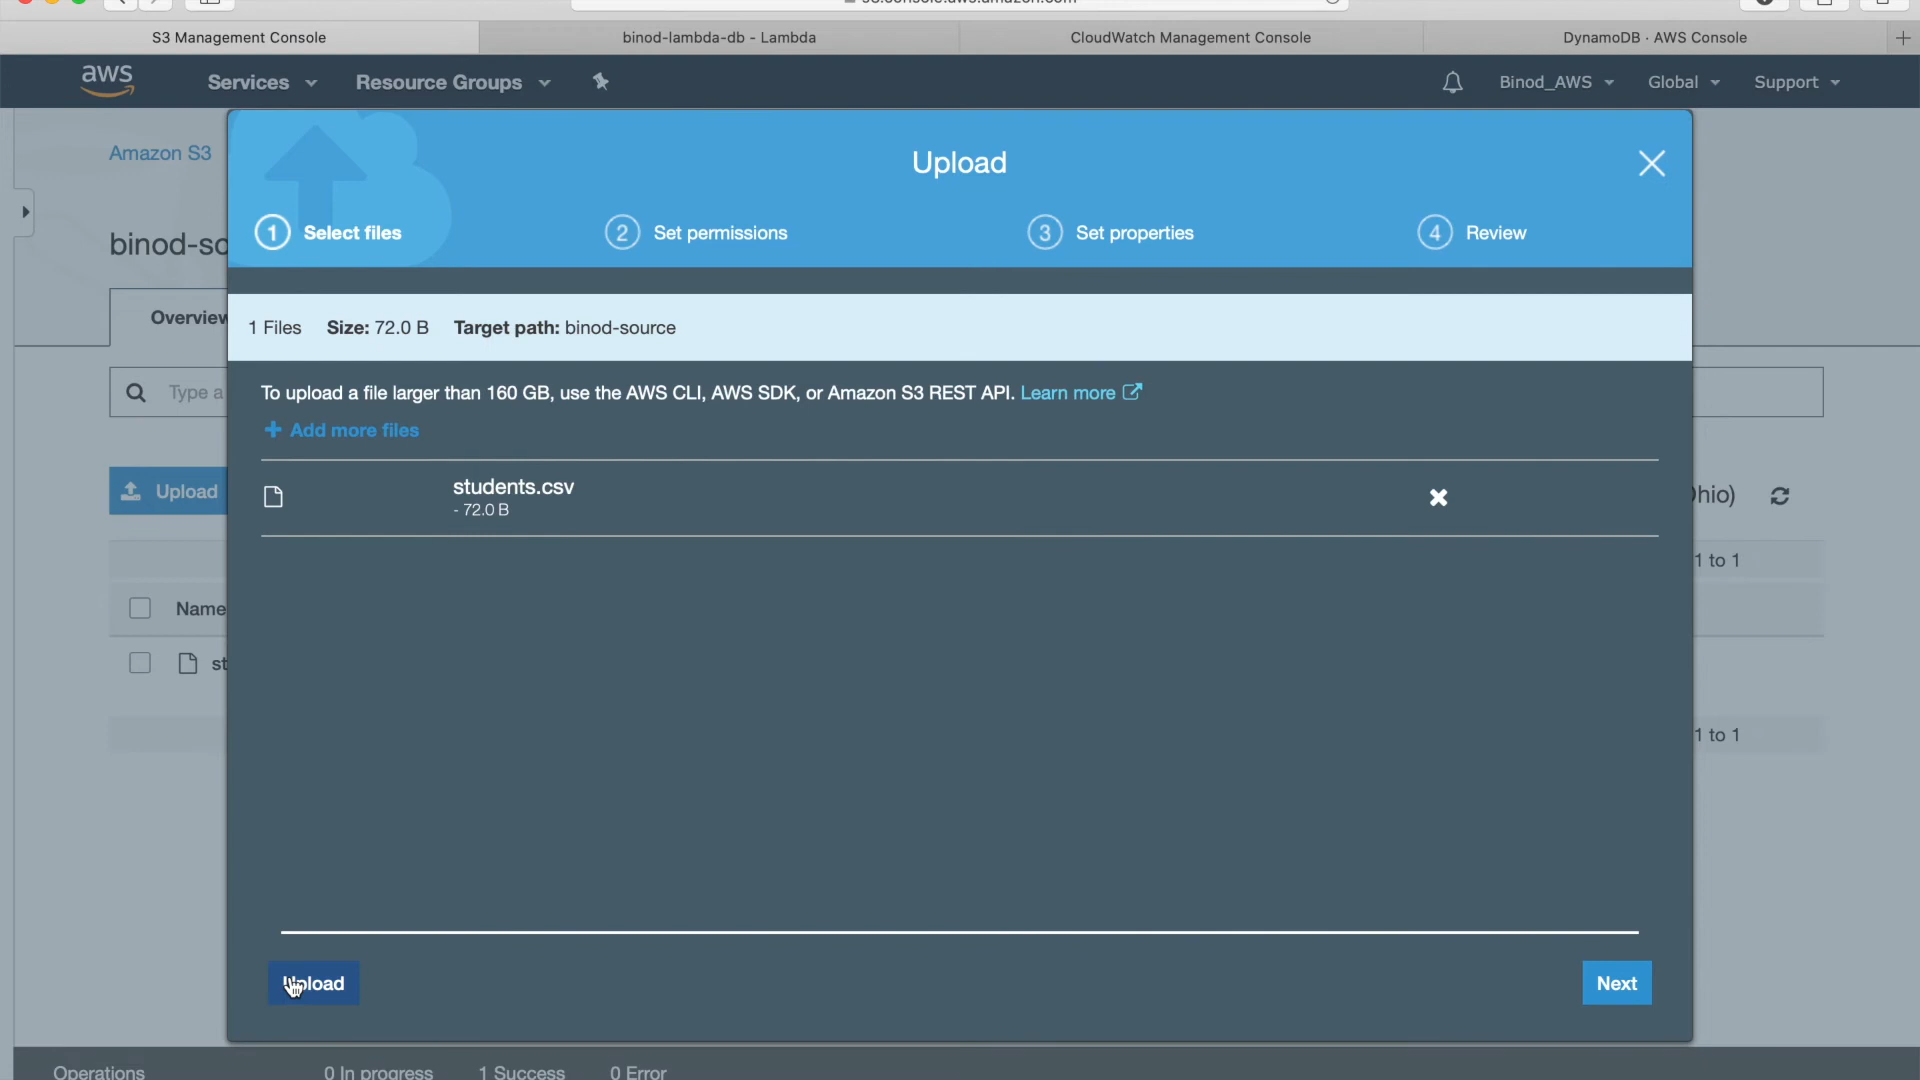 S3 Management Console
binod-lambda-db - Lambda
CloudWatch Management Console
DynamoDB · AWS Console
aws
Services
Resource Groups
Binod_AWS
Global
Support
Amazon S3
Upload
1 Select files
2 Set permissions
3 Set properties
4 Review
binod-so
Overview
1 Files Size: 72.0 B Target path: binod-source
Type a
To upload a file larger than 160 GB, use the AWS CLI, AWS SDK, or Amazon S3 REST API. Learn more
+ Add more files
Upload
students.csv
- 72.0 B
Ohio)
1 to 1
Name
st
1 to 1
Upload
Next
Operations
0 In progress
1 Success
0 Error